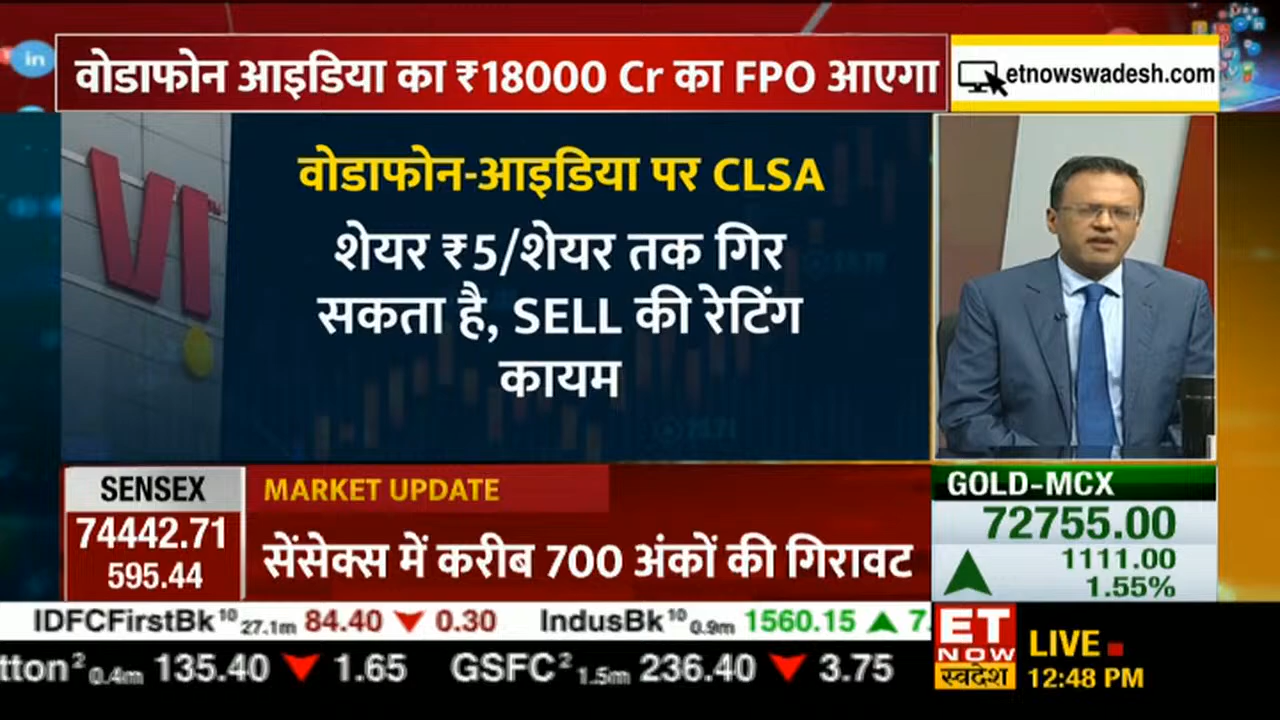 वोडाफोन आइडिया का ₹18000 Cr का FPO आएगा
etnowswadesh.com
in
VI
वोडाफोन-आइडिया पर CLSA
शेयर ₹5/शेयर तक गिर
सकता है, SELL की रेटिंग
कायम
SENSEX
74442.71
595.44
MARKET UPDATE
सेंसेक्स में करीब 700 अंकों की गिरावट
GOLD-MCX
72755.00
1111.00
1.55%
IDFCFirstBk 10 27.1m 84.40 ▼ 0.30 IndusBk 10 0.9m 1560.15 ▲ 7.
tton 2 0.4m 135.40 ▼ 1.65 GSFC 2 1.5m 236.40 ▼ 3.75
ET
NOW
स्वदेश
LIVE
12:48 PM